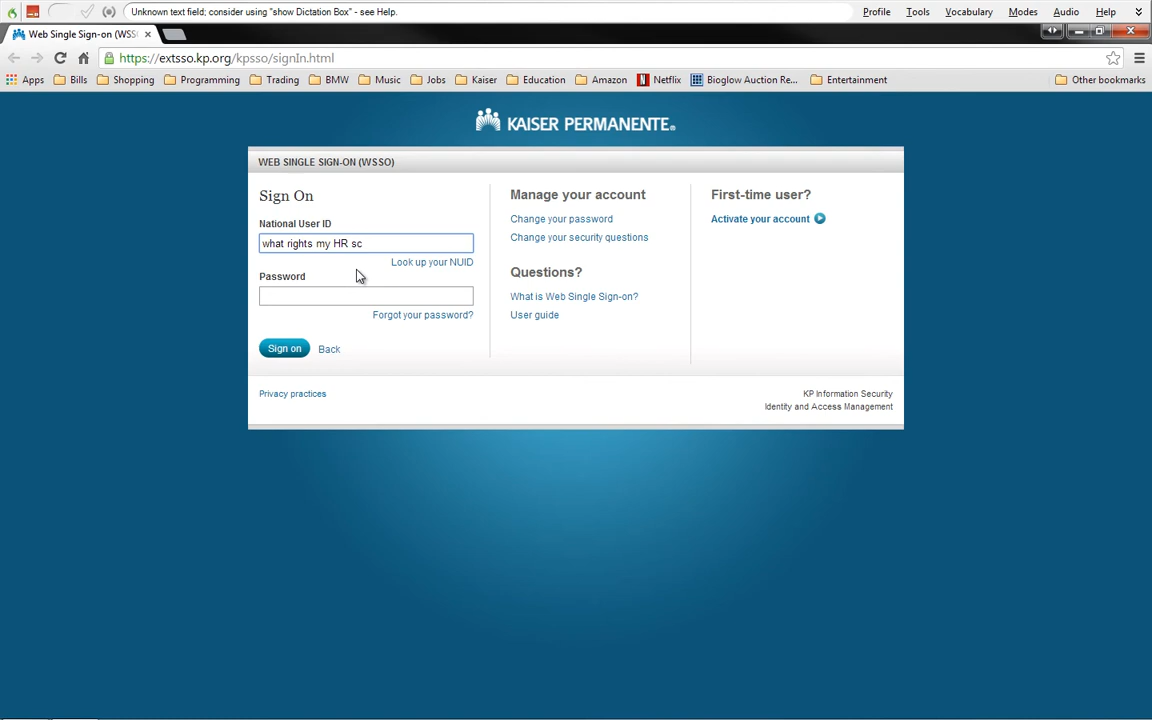 Unknown text field; consider using "show Dictation Box" - see Help.
Profile Tools Vocabulary Modes Audio Help
Web Single Sign-on (WSS
https://extsso.kp.org/kpsso/signIn.html
Apps Bills Shopping Programming Trading BMW Music Jobs Kaiser Education Amazon Netflix Bioglow Auction Re... Entertainment Other bookmarks
KAISER PERMANENTE®
WEB SINGLE SIGN-ON (WSSO)
Sign On
National User ID
what rights my HR sc
Look up your NUID
Password
Forgot your password?
Sign on Back
Manage your account
Change your password
Change your security questions
Questions?
What is Web Single Sign-on?
User guide
First-time user?
Activate your account
Privacy practices
KP Information Security
Identity and Access Management